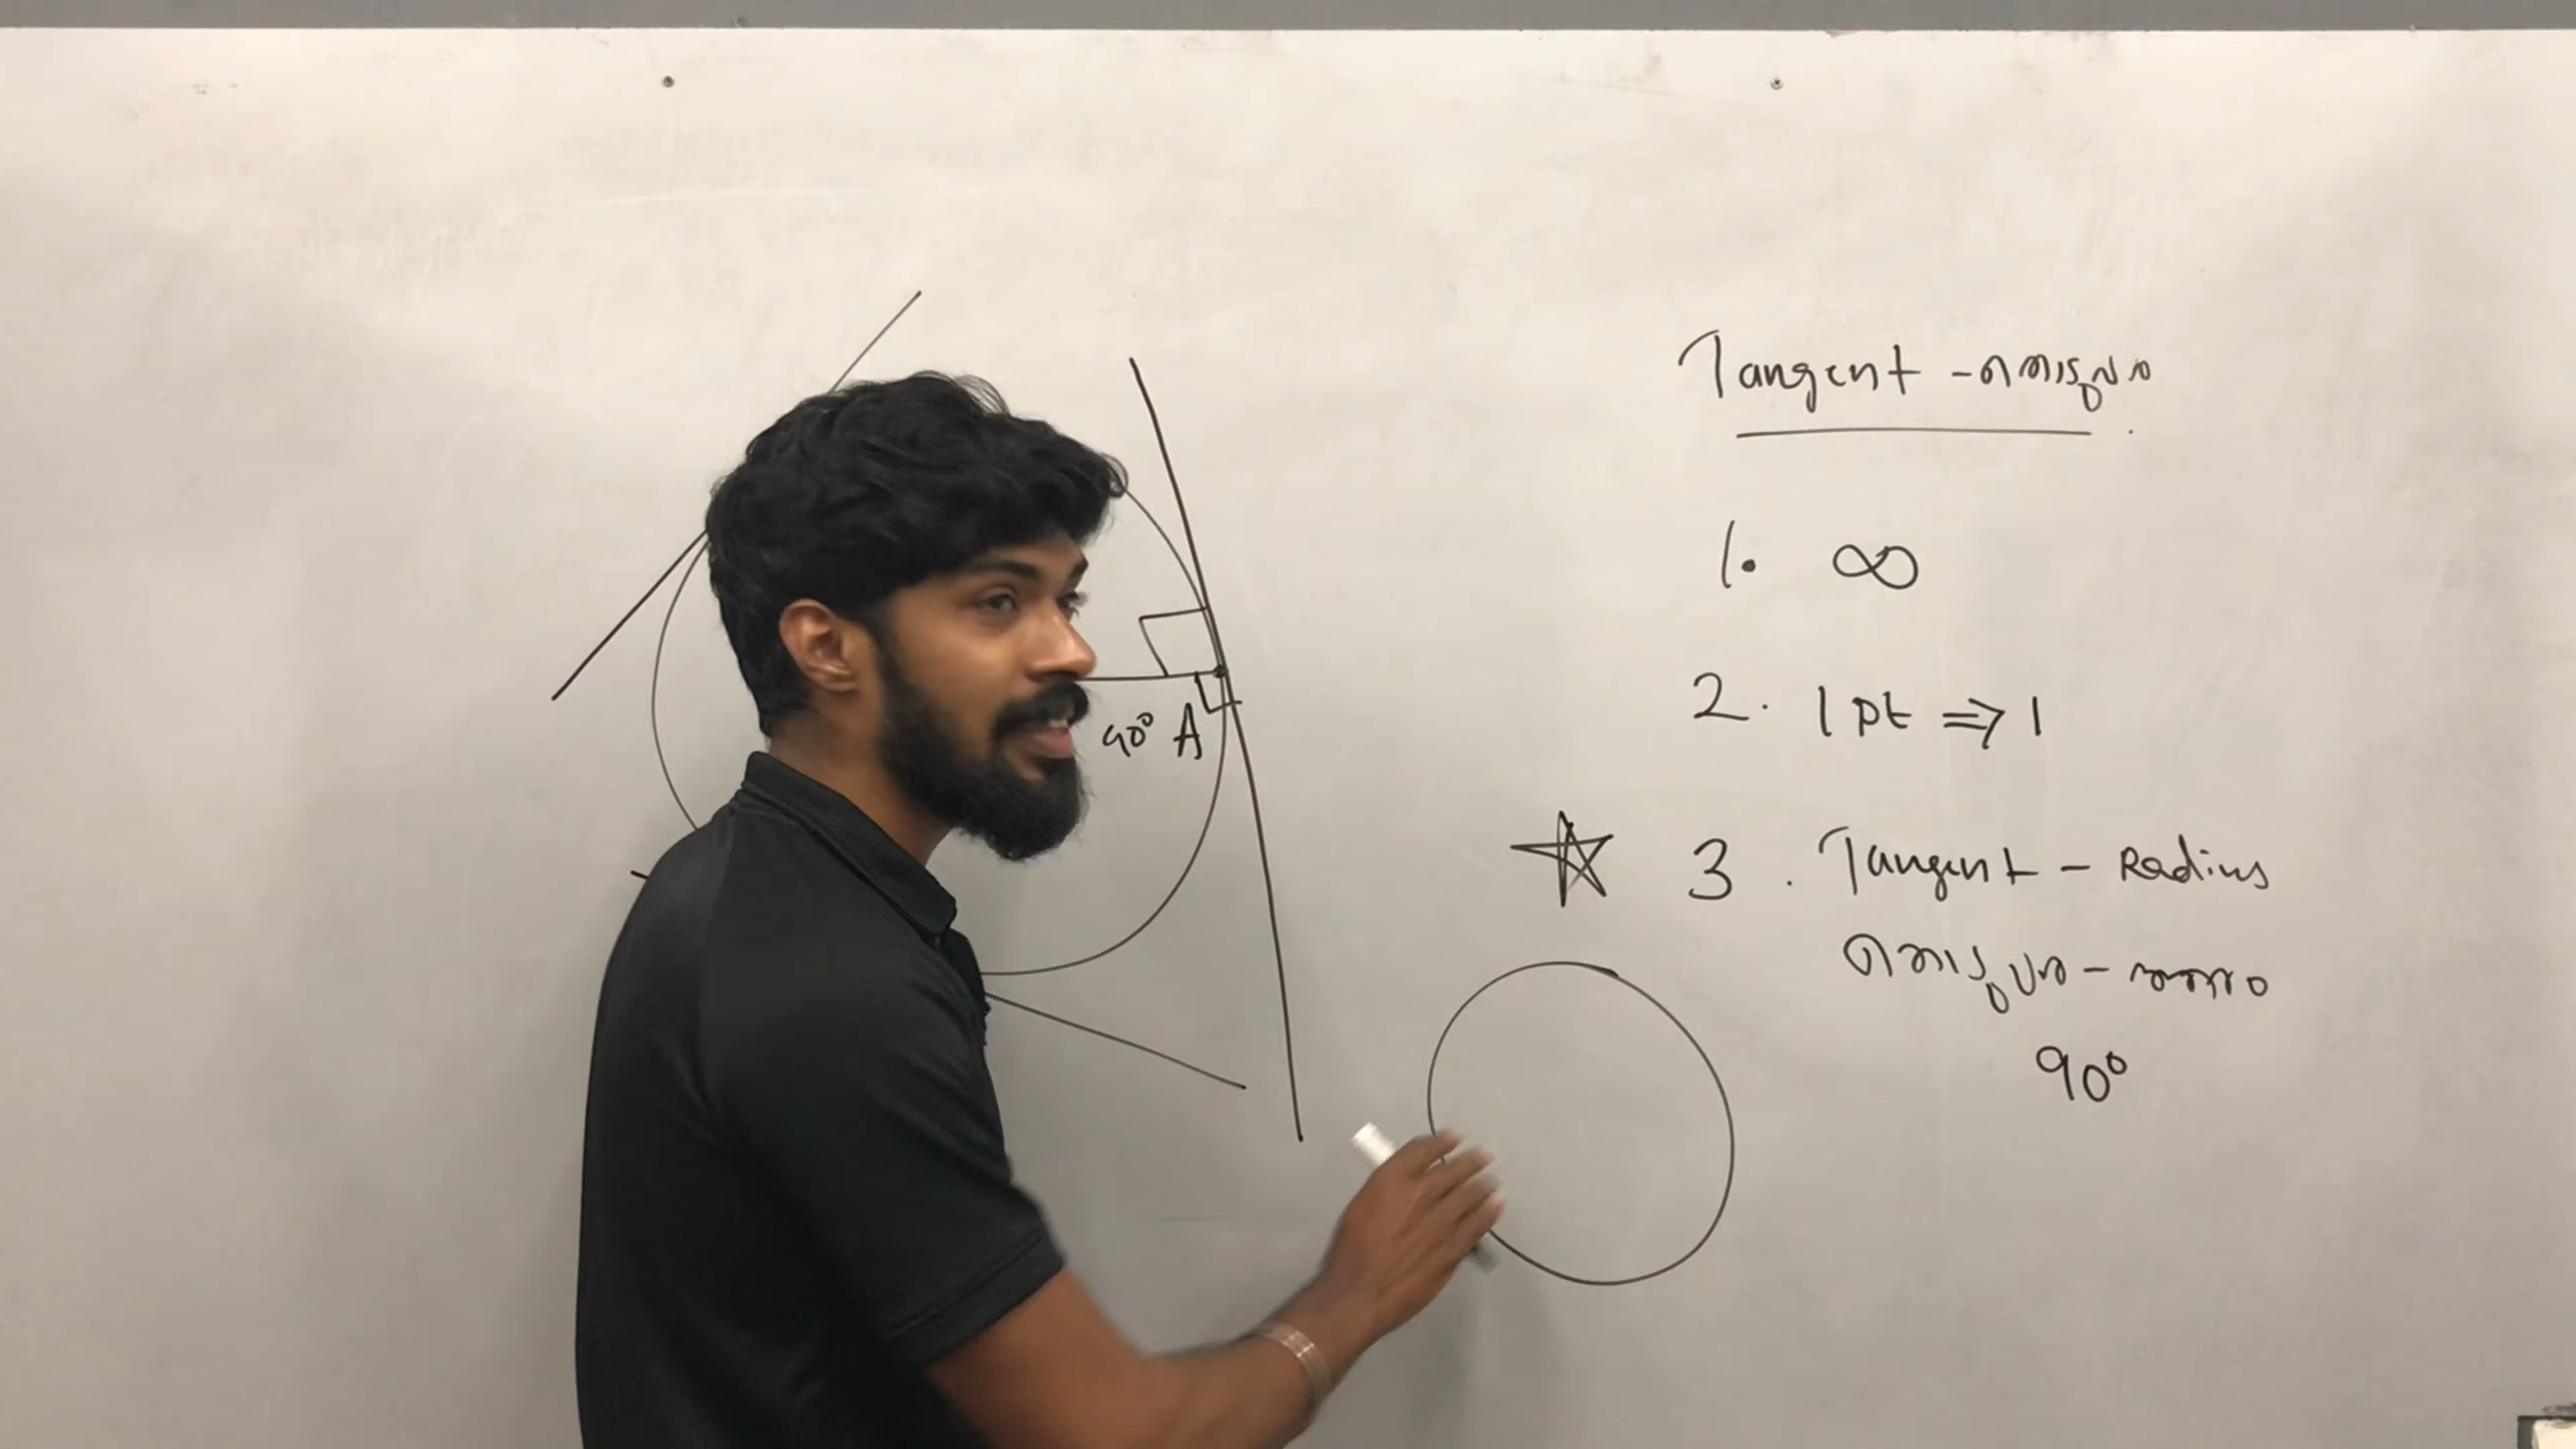 Tangent - തൊടുവര
1. ∞
2. 1 pt ⇒ 1
3. Tangent - Radius
തൊടുവര - ആരം
90°
90° A